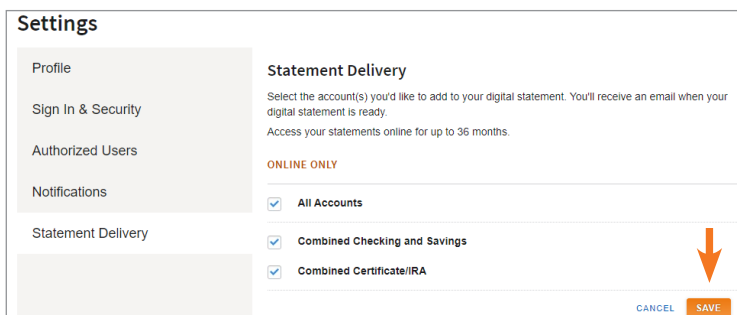 Settings
Profile
Sign In & Security
Authorized Users
Notifications
Statement Delivery
Statement Delivery
Select the account(s) you'd like to add to your digital statement. You'll receive an email when your
digital statement is ready.
Access your statements online for up to 36 months.
ONLINE ONLY
All Accounts
Combined Checking and Savings
Combined Certificate/IRA
CANCEL SAVE